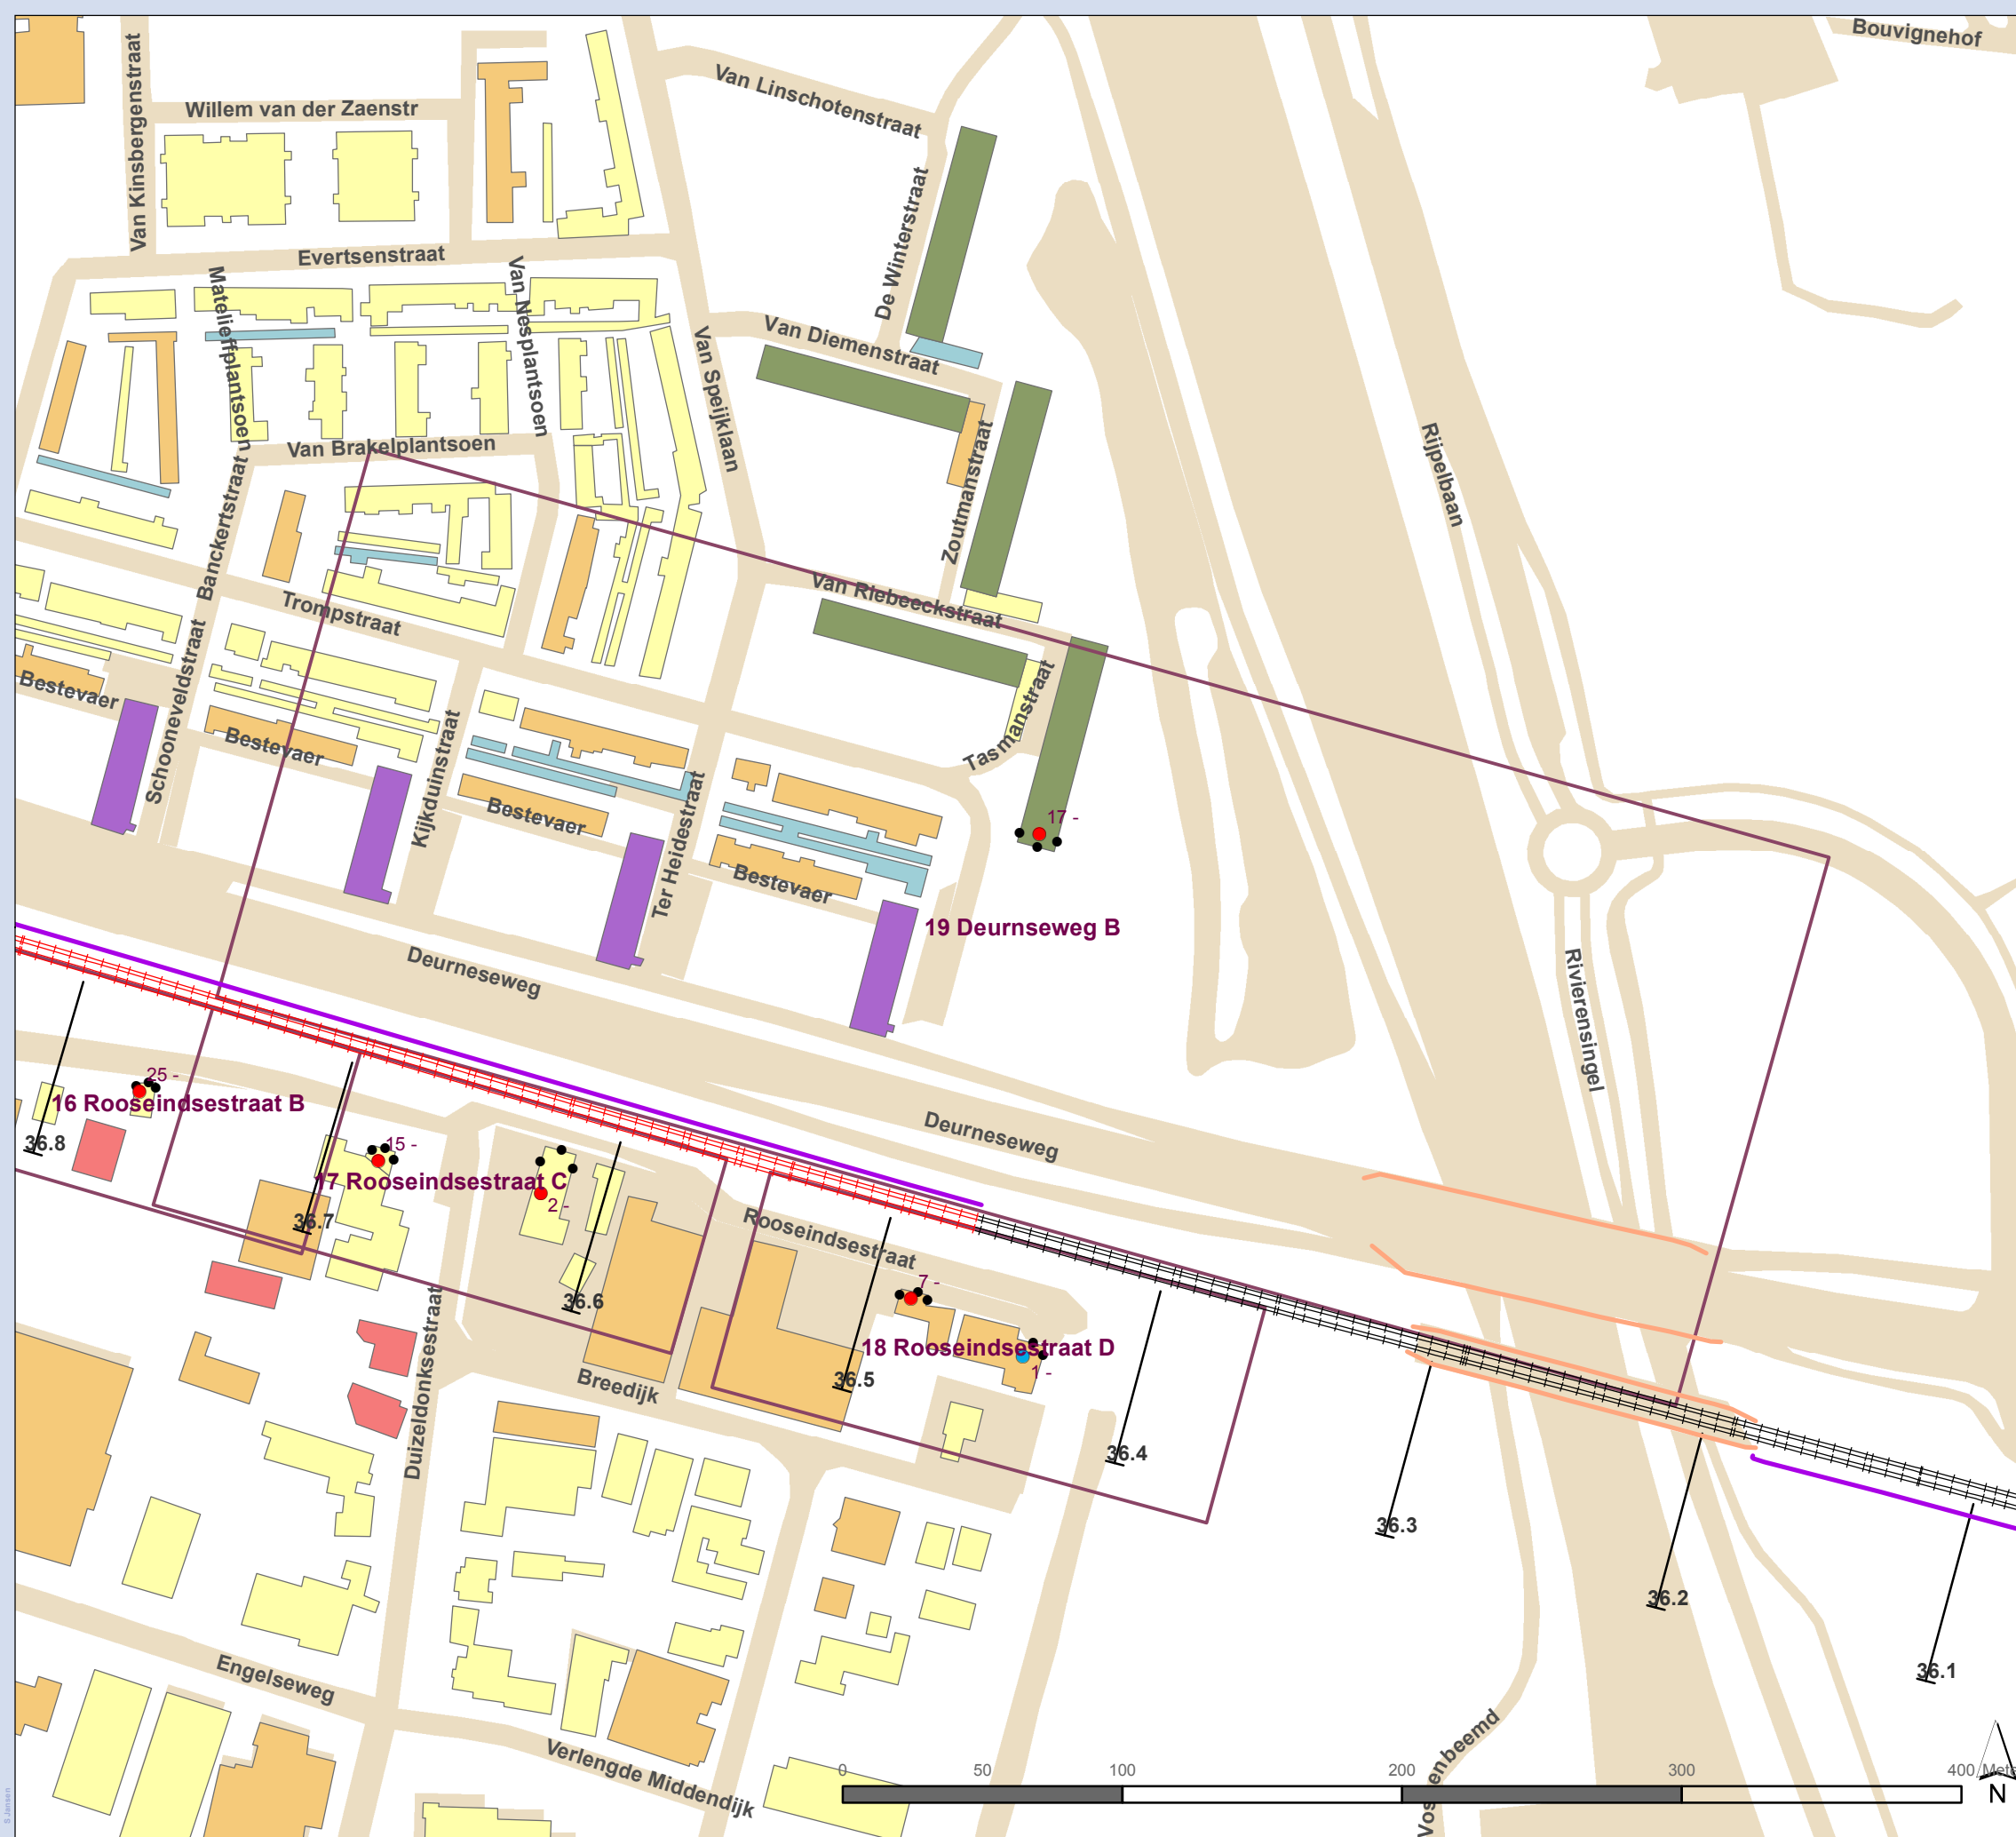 Bouvignehof
Van Kinsbergenstraat
Willem van der Zaenstr
Van Linschotenstraat
De Winterstraat
Evertsenstraat
Matelieffplantsoen
Van Nesplantsoen
Van Speijklaan
Van Diemenstraat
Van Brakelplantsoen
Zoutmanstraat
Rijpelbaan
Banckertstraat
Trompstraat
Van Riebeeckstraat
Schooneveldstraat
Bestevaer
Bestevaer
Kijkduinstraat
Tasmanstraat
Bestevaer
Ter Heidestraat
Bestevaer
17 -
19 Deurnseweg B
Deurneseweg
Rivierensingel
25 -
16 Rooseindsestraat B
36.8
15 -
17 Rooseindsestraat C
2 -
36.7
Deurneseweg
Rooseindsestraat
36.6
7 -
18 Rooseindsestraat D
1 -
36.5
Duizeldonksestraat
Breedijk
36.4
36.3
36.2
36.1
Engelseweg
Verlengde Middendijk
0 50 100 200 300 400 Mete
N
S Jansen